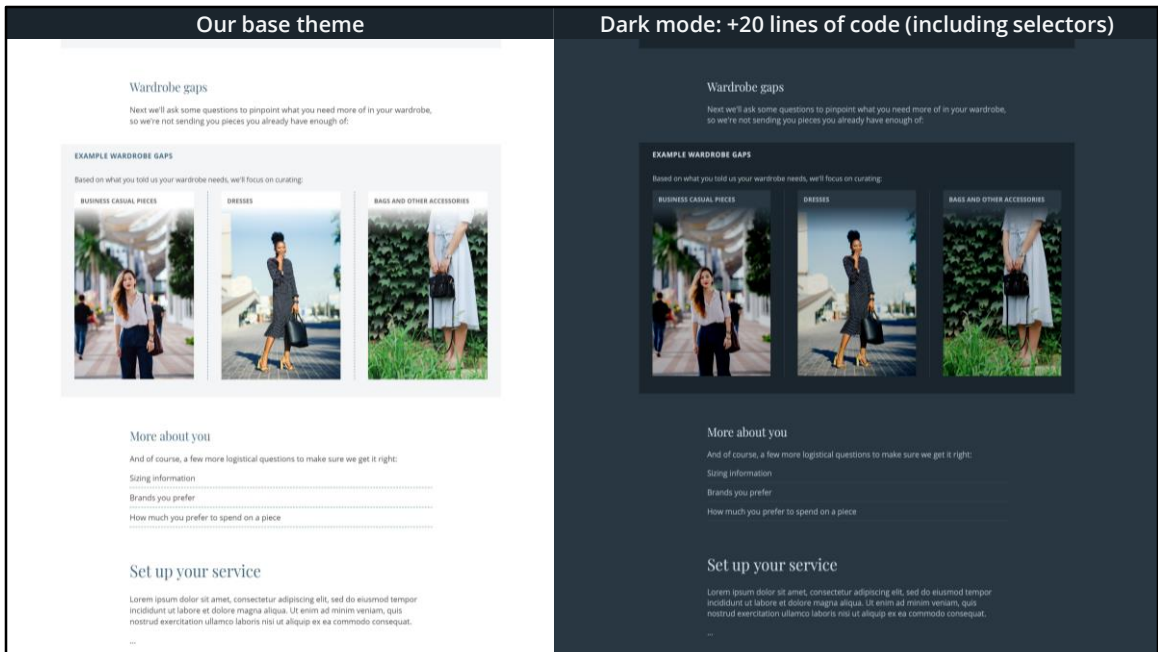 Our base theme
Wardrobe gaps
Next we'll ask some questions to pinpoint what you need more of in your wardrobe,
so we're not sending you pieces you already have enough of:
EXAMPLE WARDROBE GAPS
Based on what you told us your wardrobe needs, we'll focus on curating:
BUSINESS CASUAL PIECES
DRESSES
BAGS AND OTHER ACCESSORIES
More about you
And of course, a few more logistical questions to make sure we get it right:
Sizing information
Brands you prefer
How much you prefer to spend on a piece
Set up your service
Lorem ipsum dolor sit amet, consectetur adipiscing elit, sed do eiusmod tempor
incididunt ut labore et dolore magna aliqua. Ut enim ad minim veniam, quis
nostrud exercitation ullamco laboris nisi ut aliquip ex ea commodo consequat.
...
Dark mode: +20 lines of code (including selectors)
Wardrobe gaps
Next we'll ask some questions to pinpoint what you need more of in your wardrobe,
so we're not sending you pieces you already have enough of:
EXAMPLE WARDROBE GAPS
Based on what you told us your wardrobe needs, we'll focus on curating:
BUSINESS CASUAL PIECES
DRESSES
BAGS AND OTHER ACCESSORIES
More about you
And of course, a few more logistical questions to make sure we get it right:
Sizing information
Brands you prefer
How much you prefer to spend on a piece
Set up your service
Lorem ipsum dolor sit amet, consectetur adipiscing elit, sed do eiusmod tempor
incididunt ut labore et dolore magna aliqua. Ut enim ad minim veniam, quis
nostrud exercitation ullamco laboris nisi ut aliquip ex ea commodo consequat.
...